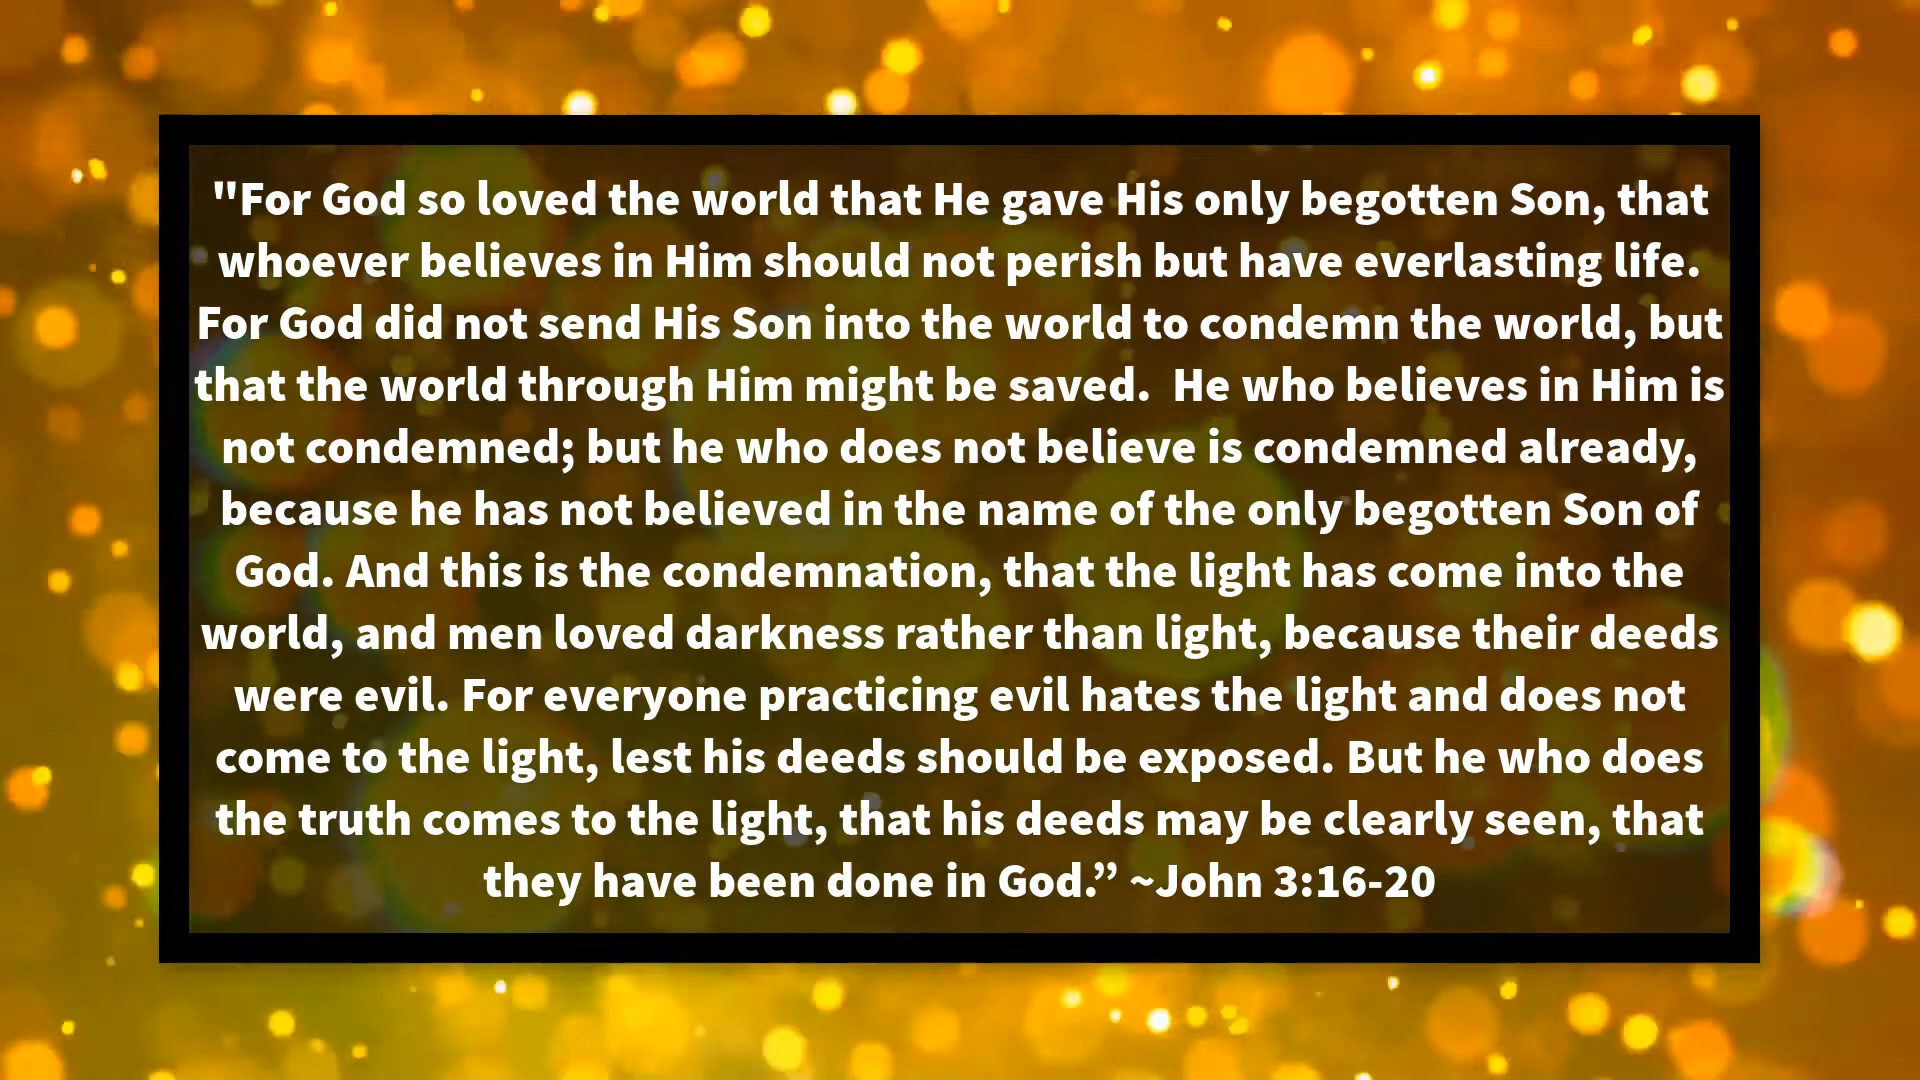 "For God so loved the world that He gave His only begotten Son, that
whoever believes in Him should not perish but have everlasting life.
For God did not send His Son into the world to condemn the world, but
that the world through Him might be saved.  He who believes in Him is
not condemned; but he who does not believe is condemned already,
because he has not believed in the name of the only begotten Son of
God. And this is the condemnation, that the light has come into the
world, and men loved darkness rather than light, because their deeds
were evil. For everyone practicing evil hates the light and does not
come to the light, lest his deeds should be exposed. But he who does
the truth comes to the light, that his deeds may be clearly seen, that
they have been done in God.” ~John 3:16-20